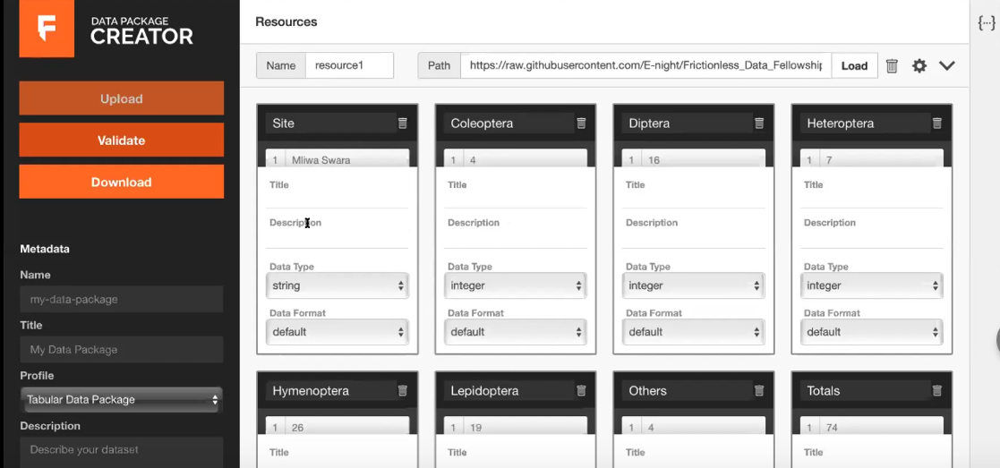 DATA PACKAGE
CREATOR
Upload
Validate
Download
Metadata
Name
my-data-package
Title
My Data Package
Profile
Tabular Data Package
Description
Describe your dataset
Resources
{···}
Name resource1 Path https://raw.githubusercontent.com/E-night/Frictionless_Data_Fellowship Load
Site Coleoptera Diptera Heteroptera
1 Mliwa Swara 1 4 1 16 1 7
Title Title Title Title
Description Description Description Description
Data Type Data Type Data Type Data Type
string integer integer integer
Data Format Data Format Data Format Data Format
default default default default
Hymenoptera Lepidoptera Others Totals
1 26 1 19 1 4 1 74
Title Title Title Title